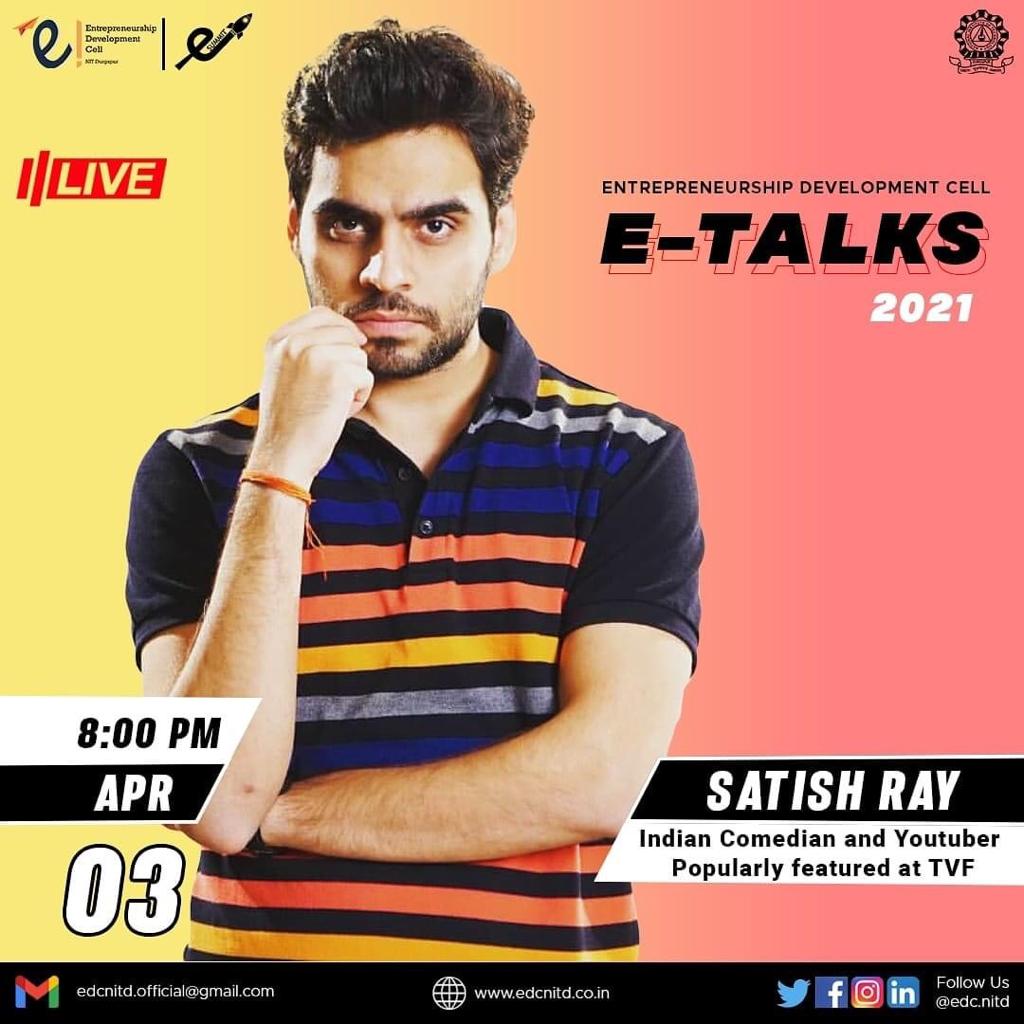 Entrepreneurship
Development
Cell
NIT Durgapur
SUMMIT
LIVE
ENTREPRENEURSHIP DEVELOPMENT CELL
E-TALKS
2021
8:00 PM
APR
03
SATISH RAY
Indian Comedian and Youtuber
Popularly featured at TVF
edcnitd.official@gmail.com
www.edcnitd.co.in
Follow Us
@edc.nitd